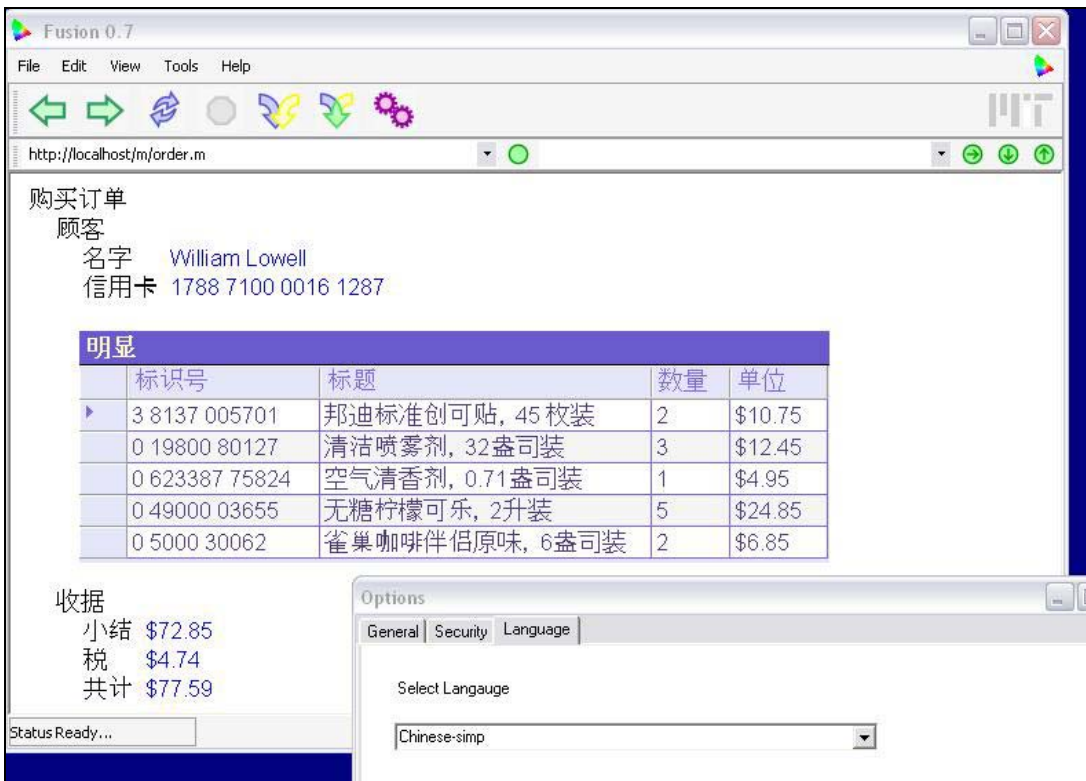 Fusion 0.7
File Edit View Tools Help
MIT
http://localhost/m/order.m
购买订单
顾客
名字 William Lowell
信用卡 1788 7100 0016 1287
明显
标识号 标题 数量 单位
3 8137 005701 邦迪标准创可贴, 45 枚装 2 $10.75
0 19800 80127 清洁喷雾剂, 32盎司装 3 $12.45
0 623387 75824 空气清香剂, 0.71盎司装 1 $4.95
0 49000 03655 无糖柠檬可乐, 2升装 5 $24.85
0 5000 30062 雀巢咖啡伴侣原味, 6盎司装 2 $6.85
收据
小结 $72.85
税 $4.74
共计 $77.59
Status Ready...
Options
General Security Language
Select Langauge
Chinese-simp